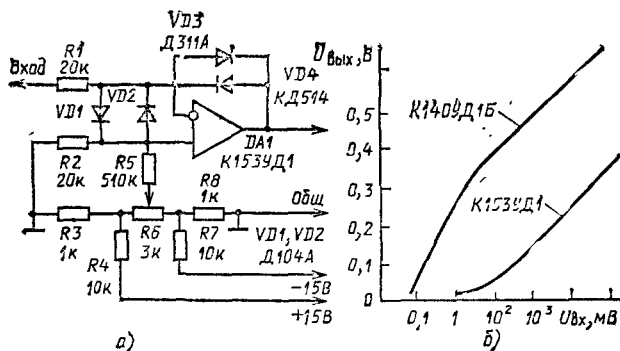 Вход
R1
20к
VD1
VD2
VD3
Д311А
VD4
КД514
DA1
К153УД1
R2
20к
R5
510к
R8
1к
Общ
R3
1к
R6
3к
R7
10к
VD1, VD2
Д104А
R4
10к
-15В
+15В
а)
Uвых, В
К140УД1Б
0,5
0,4
К153УД1
0,3
0,2
0,1
0
0,1 1 10² 10³ Uвх, мВ
б)